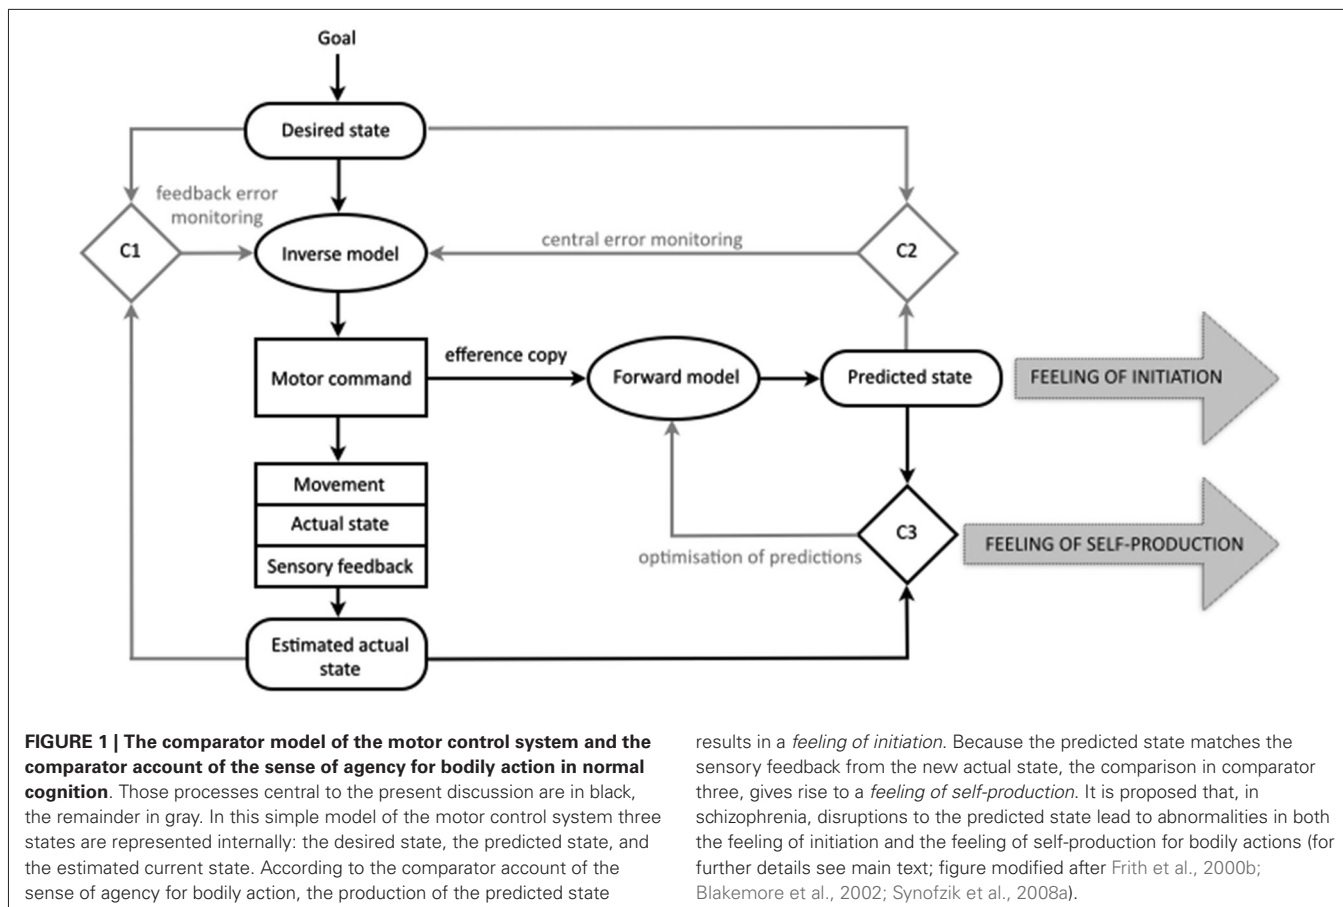 Goal
Desired state
feedback error
monitoring
C1
Inverse model
central error monitoring
C2
Motor command
efference copy
Forward model
Predicted state
FEELING OF INITIATION
Movement
Actual state
Sensory feedback
optimisation of predictions
C3
FEELING OF SELF-PRODUCTION
Estimated actual
state
FIGURE 1 | The comparator model of the motor control system and the
comparator account of the sense of agency for bodily action in normal
cognition. Those processes central to the present discussion are in black,
the remainder in gray. In this simple model of the motor control system three
states are represented internally: the desired state, the predicted state, and
the estimated current state. According to the comparator account of the
sense of agency for bodily action, the production of the predicted state
results in a feeling of initiation. Because the predicted state matches the
sensory feedback from the new actual state, the comparison in comparator
three, gives rise to a feeling of self-production. It is proposed that, in
schizophrenia, disruptions to the predicted state lead to abnormalities in both
the feeling of initiation and the feeling of self-production for bodily actions (for
further details see main text; figure modified after Frith et al., 2000b;
Blakemore et al., 2002; Synofzik et al., 2008a).